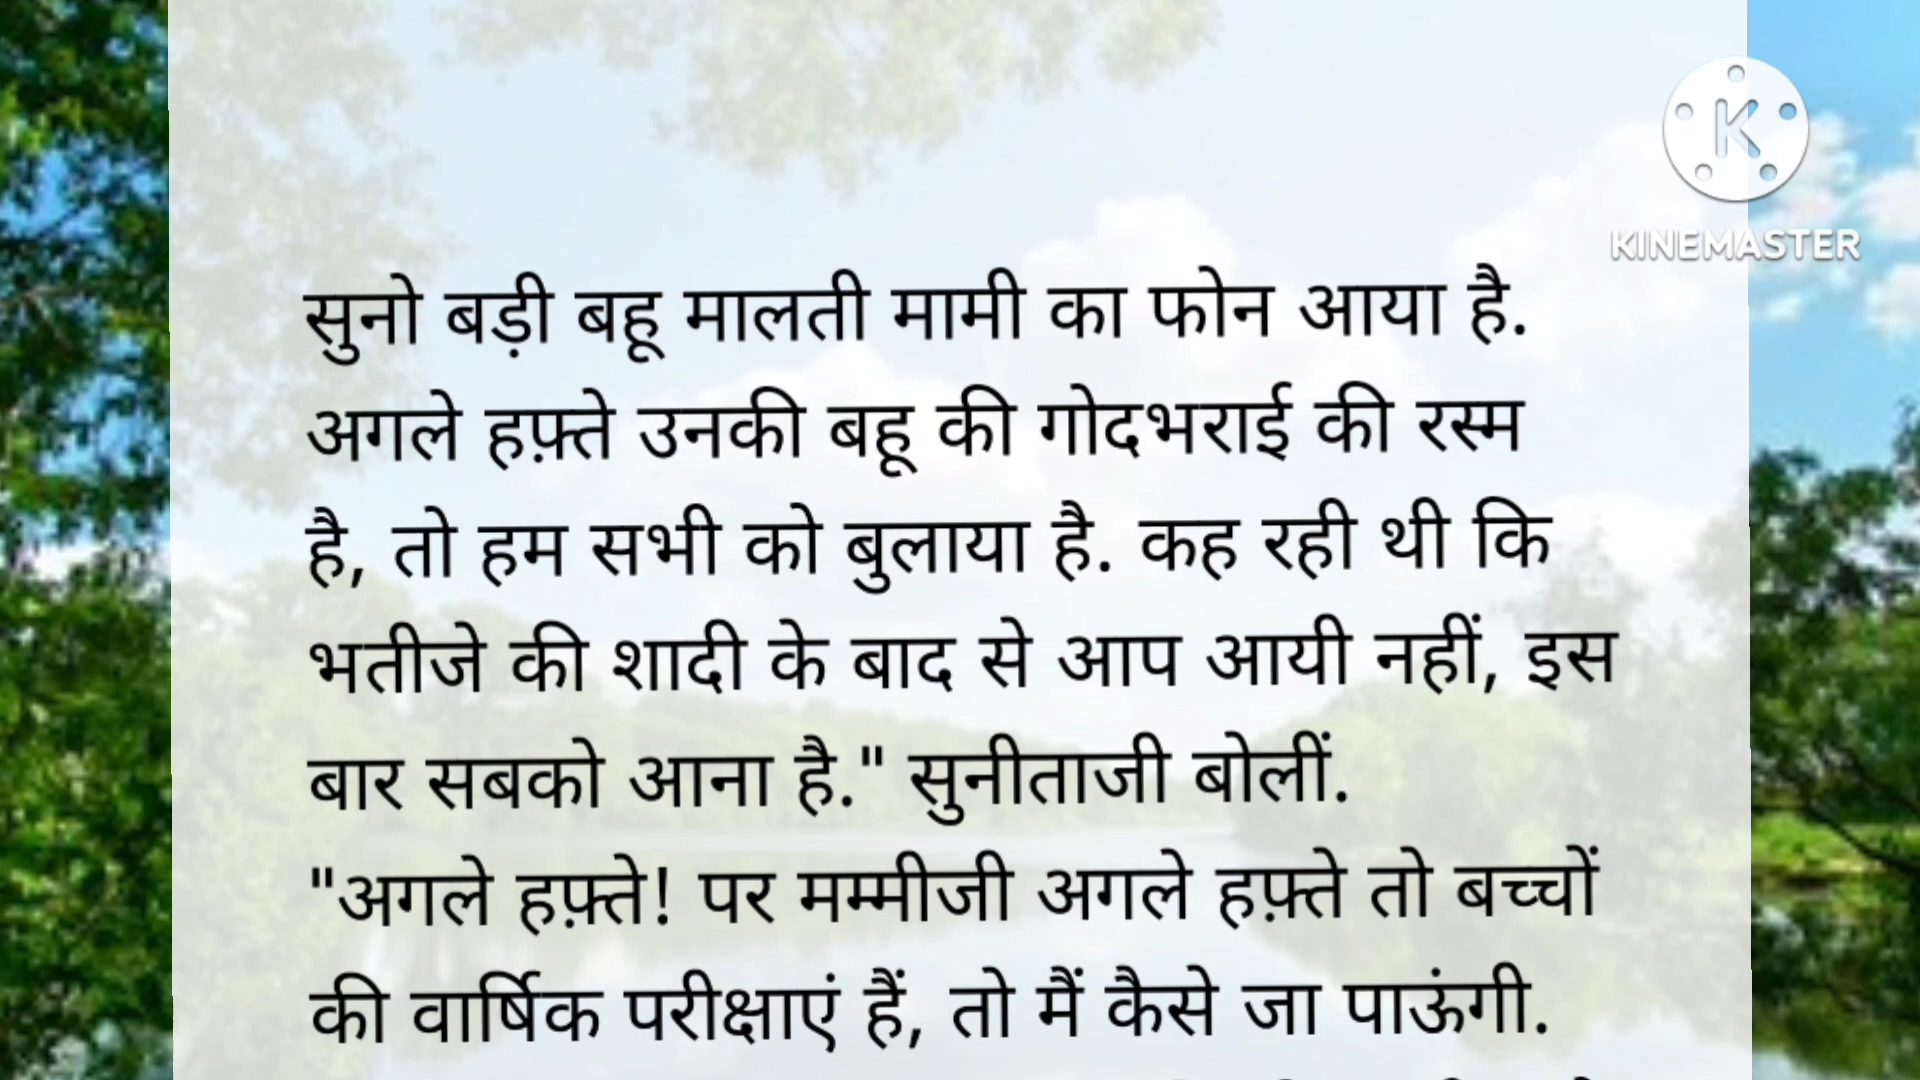 KINEMASTER
सुनो बड़ी बहू मालती मामी का फोन आया है.
अगले हफ़्ते उनकी बहू की गोदभराई की रस्म
है, तो हम सभी को बुलाया है. कह रही थी कि
भतीजे की शादी के बाद से आप आयी नहीं, इस
बार सबको आना है." सुनीताजी बोलीं.
"अगले हफ़्ते! पर मम्मीजी अगले हफ़्ते तो बच्चों
की वार्षिक परीक्षाएं हैं, तो मैं कैसे जा पाऊंगी.